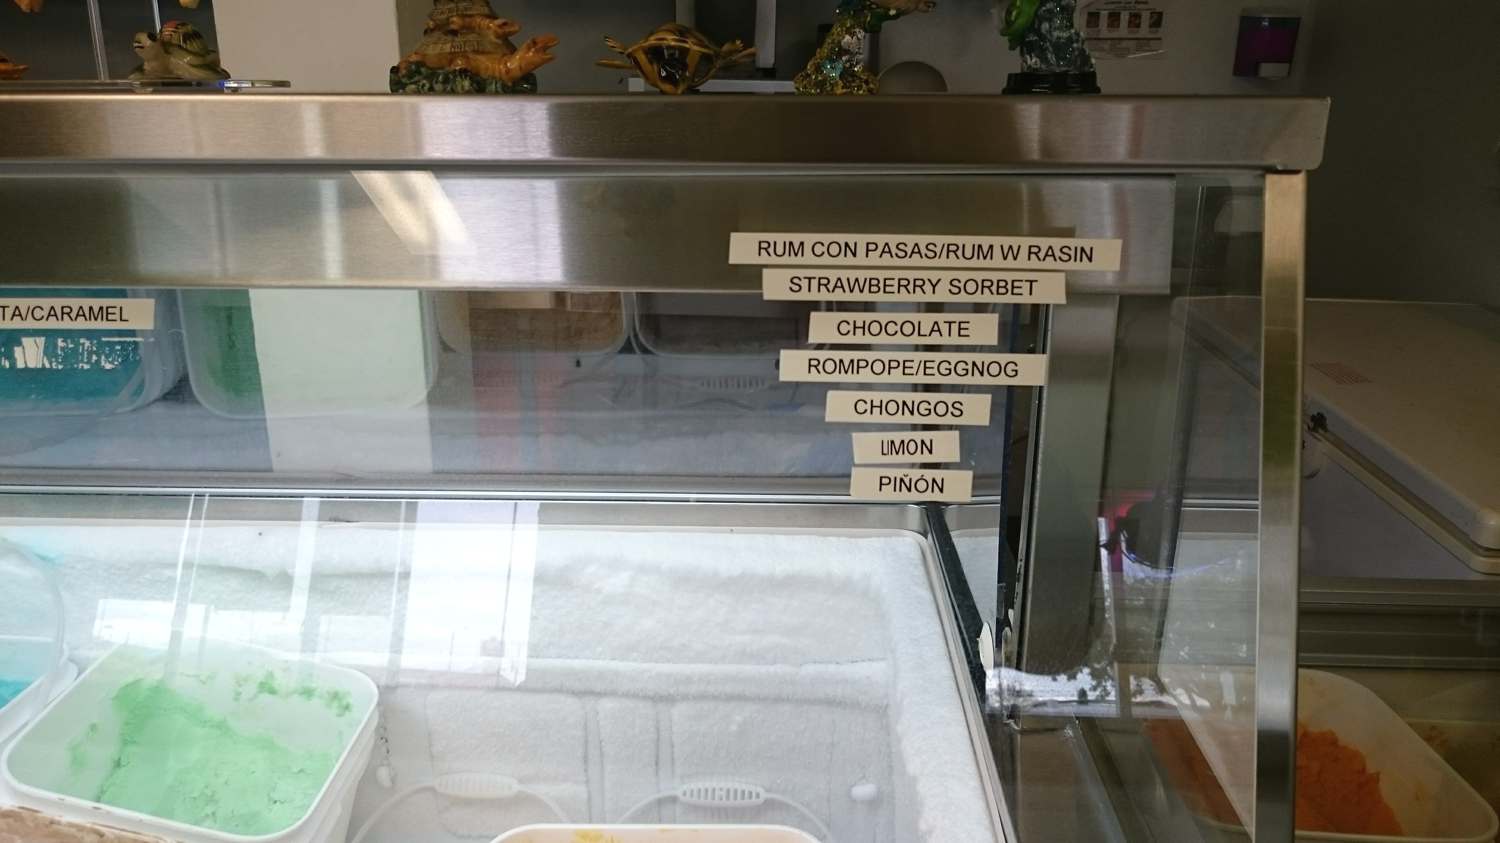 RUM CON PASAS/RUM W RASIN
STRAWBERRY SORBET
TA/CARAMEL
CHOCOLATE
ROMPOPE/EGGNOG
CHONGOS
LIMON
PIÑÓN